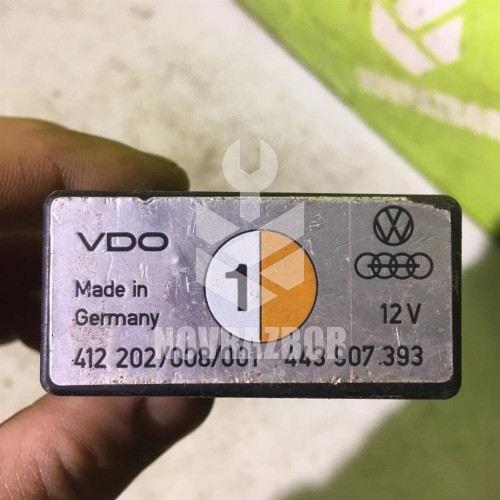 VDO
1
Made in
Germany
12 V
412 202/008/001 443 907.393
NOVRAZBOR